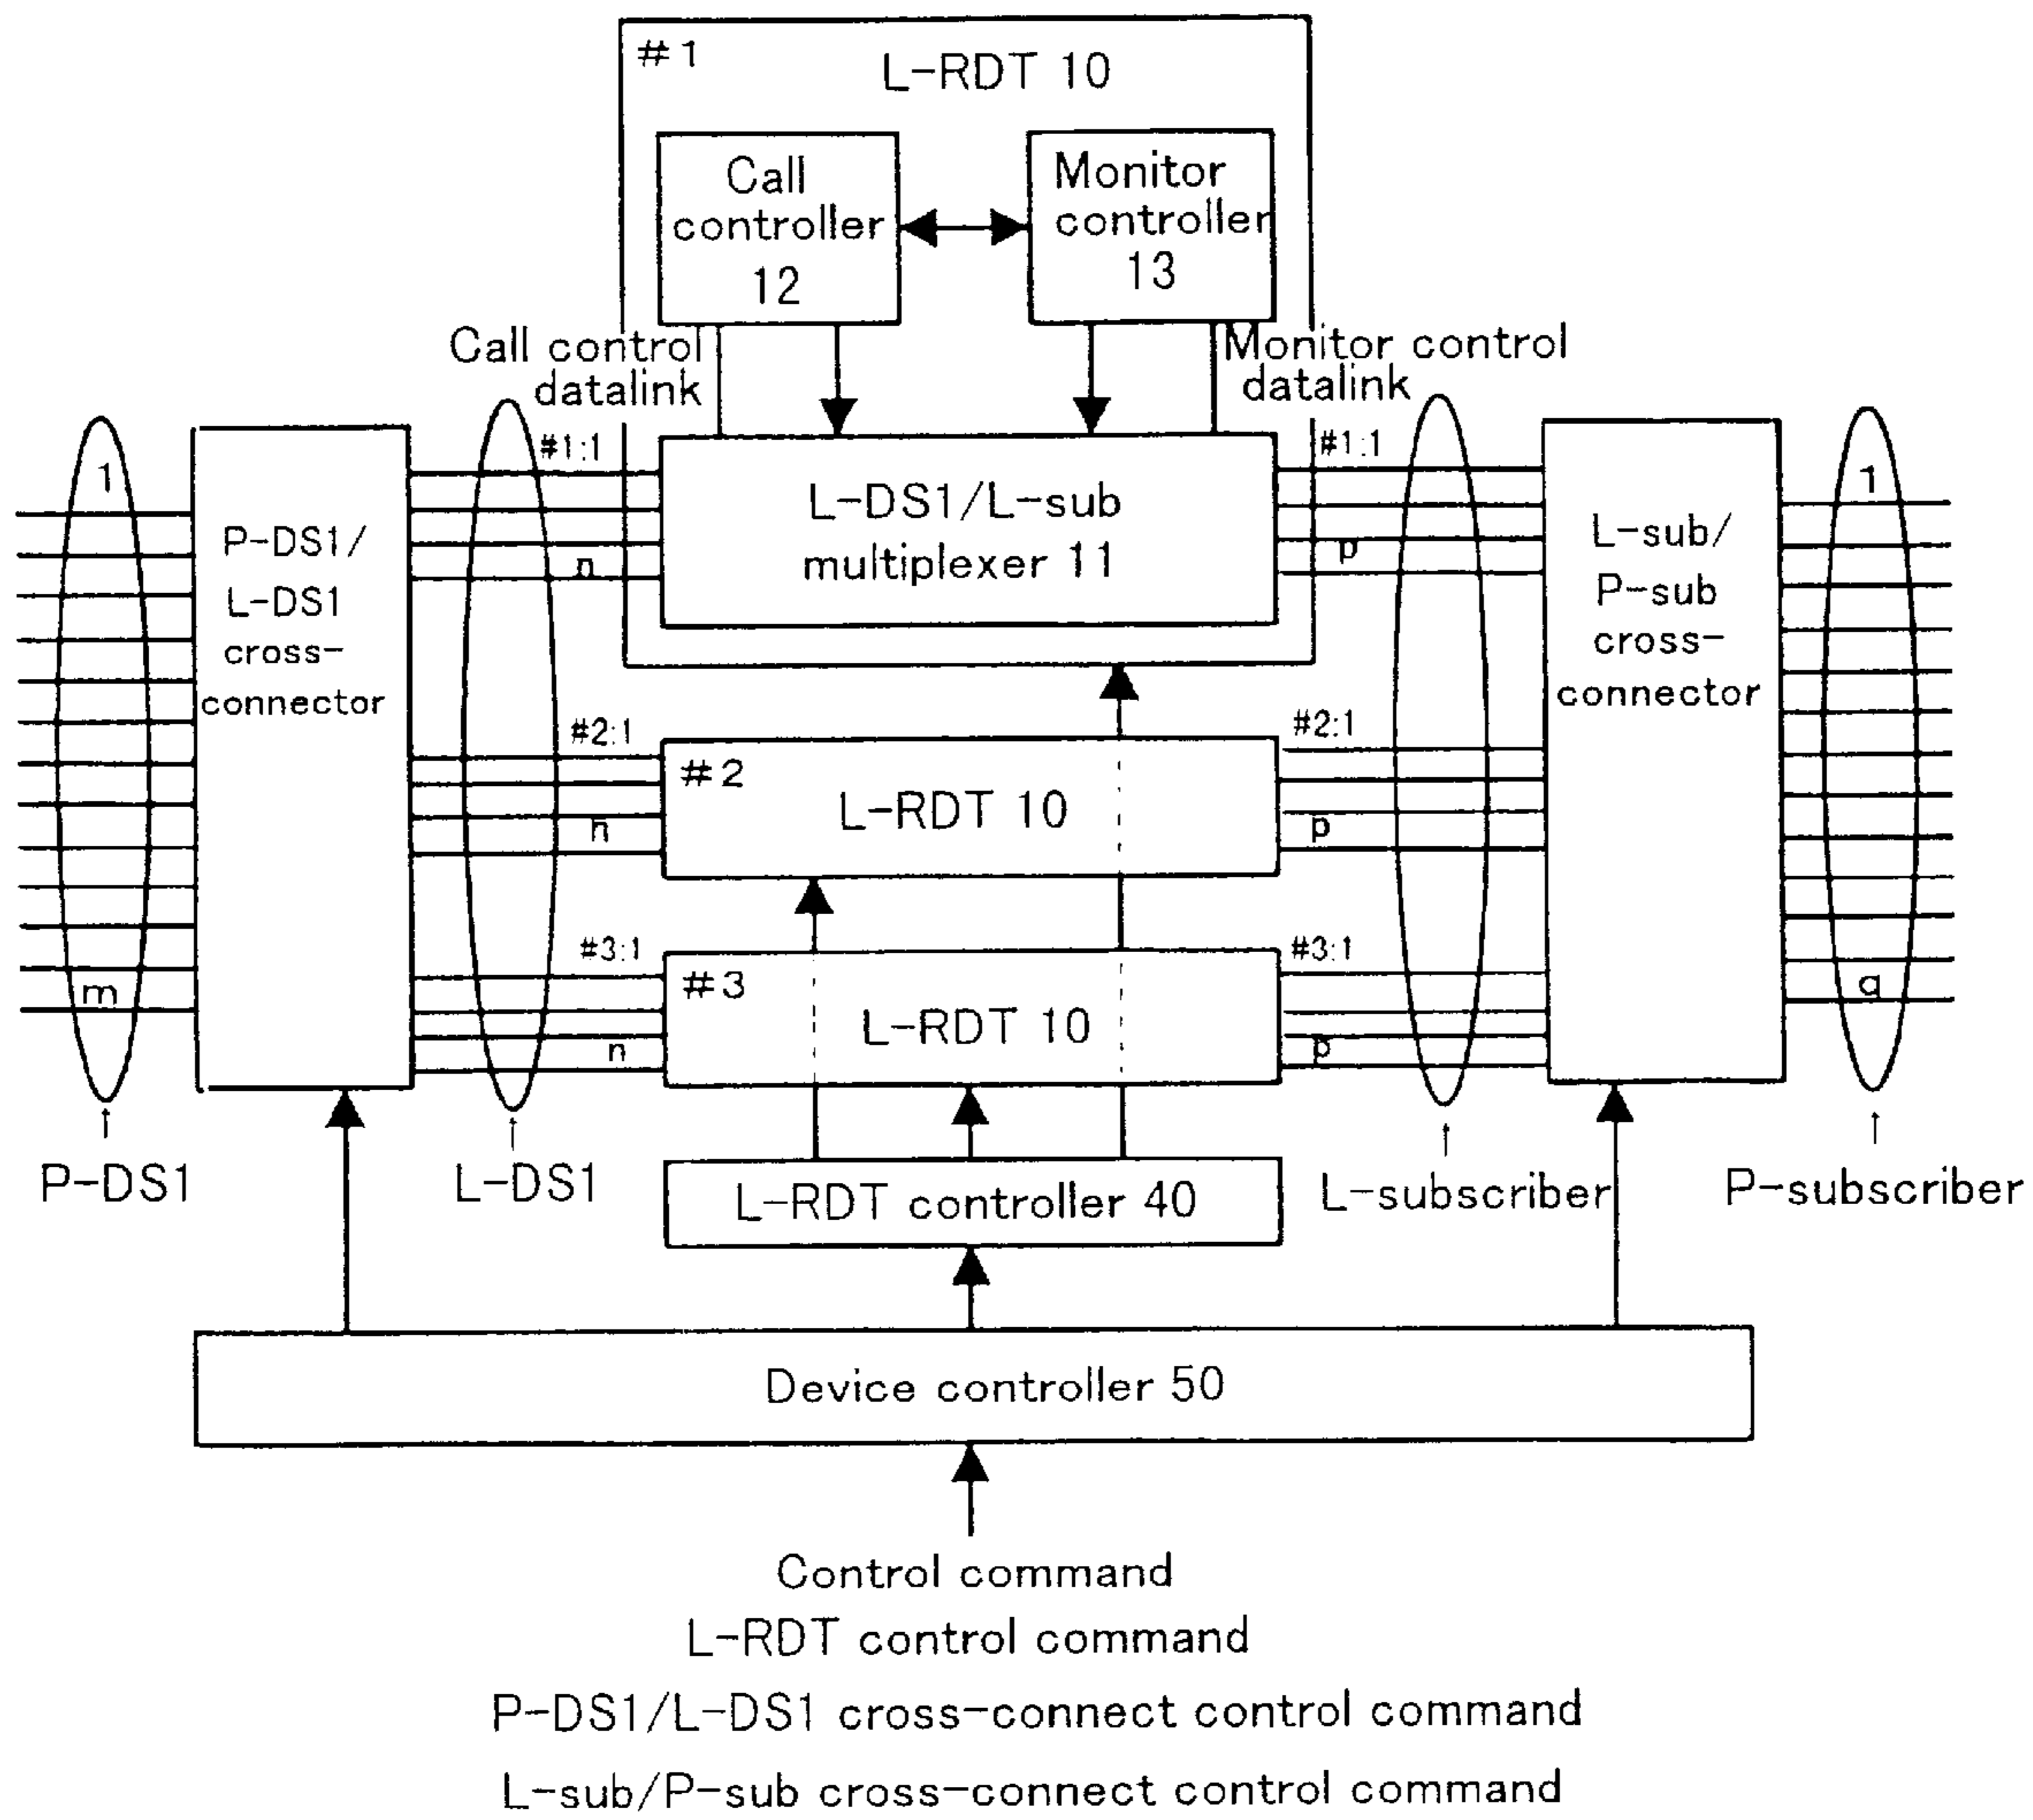 #1
L-RDT 10
Call
controller
12
Monitor
controller
13
Call control
datalink
Monitor control
datalink
1
P-DS1/
L-DS1
cross-
connector
#1:1
n
L-DS1/L-sub
multiplexer 11
#1:1
p
L-sub/
P-sub
cross-
connector
1
#2:1
n
#2
L-RDT 10
#2:1
p
#3:1
n
#3
L-RDT 10
#3:1
p
m
q
P-DS1
L-DS1
L-RDT controller 40
L-subscriber
P-subscriber
Device controller 50
Control command
L-RDT control command
P-DS1/L-DS1 cross-connect control command
L-sub/P-sub cross-connect control command